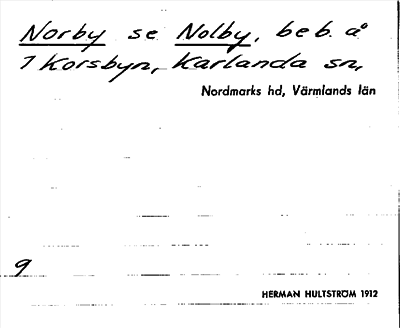 Norby se Nolby, beb. å
1 Korsbyn, Karlanda sn,
Nordmarks hd, Värmlands län
9
HERMAN HULTSTRÖM 1912